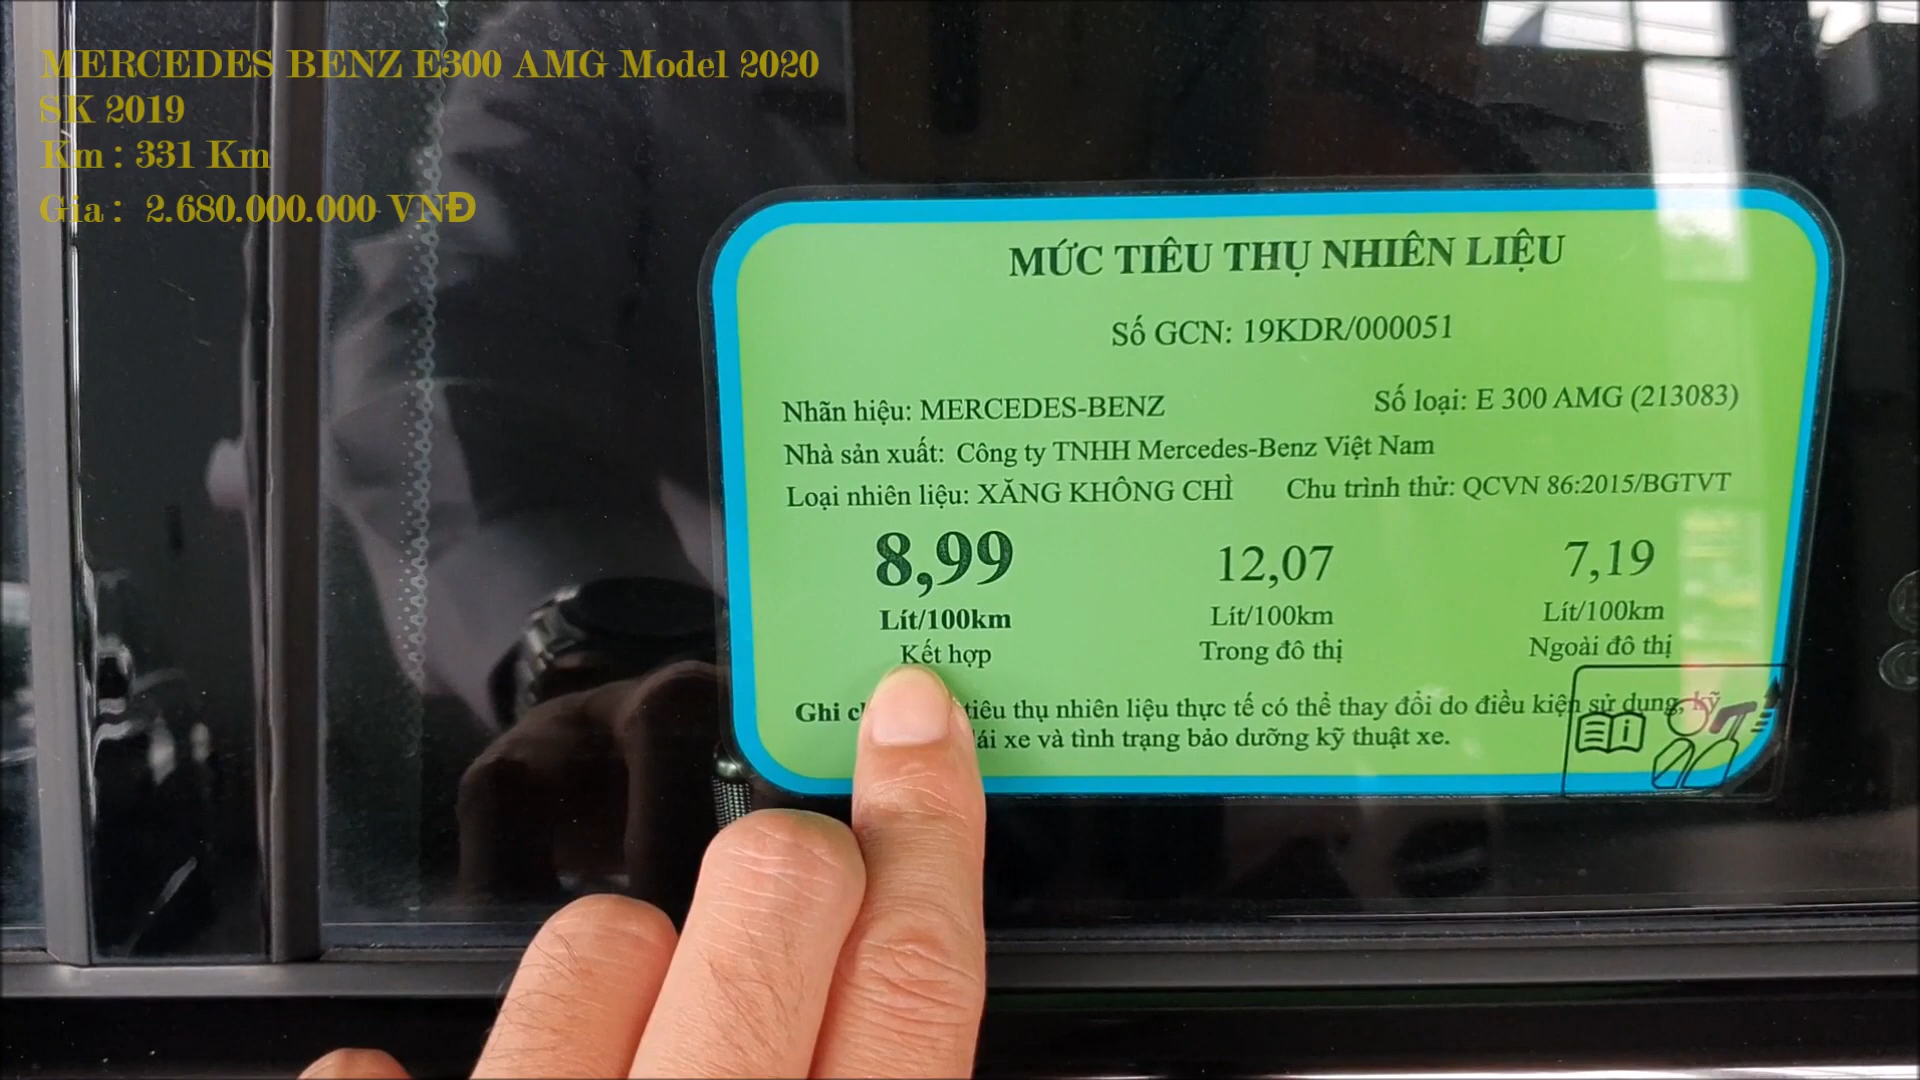 MERCEDES BENZ E300 AMG Model 2020
SK 2019
Km : 331 Km
Gia : 2.680.000.000 VNĐ
MỨC TIÊU THỤ NHIÊN LIỆU
Số GCN: 19KDR/000051
Nhãn hiệu: MERCEDES-BENZ Số loại: E 300 AMG (213083)
Nhà sản xuất: Công ty TNHH Mercedes-Benz Việt Nam
Loại nhiên liệu: XĂNG KHÔNG CHÌ Chu trình thử: QCVN 86:2015/BGTVT
8,99 12,07 7,19
Lít/100km Lít/100km Lít/100km
Kết hợp Trong đô thị Ngoài đô thị
Ghi tiêu thụ nhiên liệu thực tế có thể thay đổi do điều kiện sử dụng, kỹ
lái xe và tình trạng bảo dưỡng kỹ thuật xe.